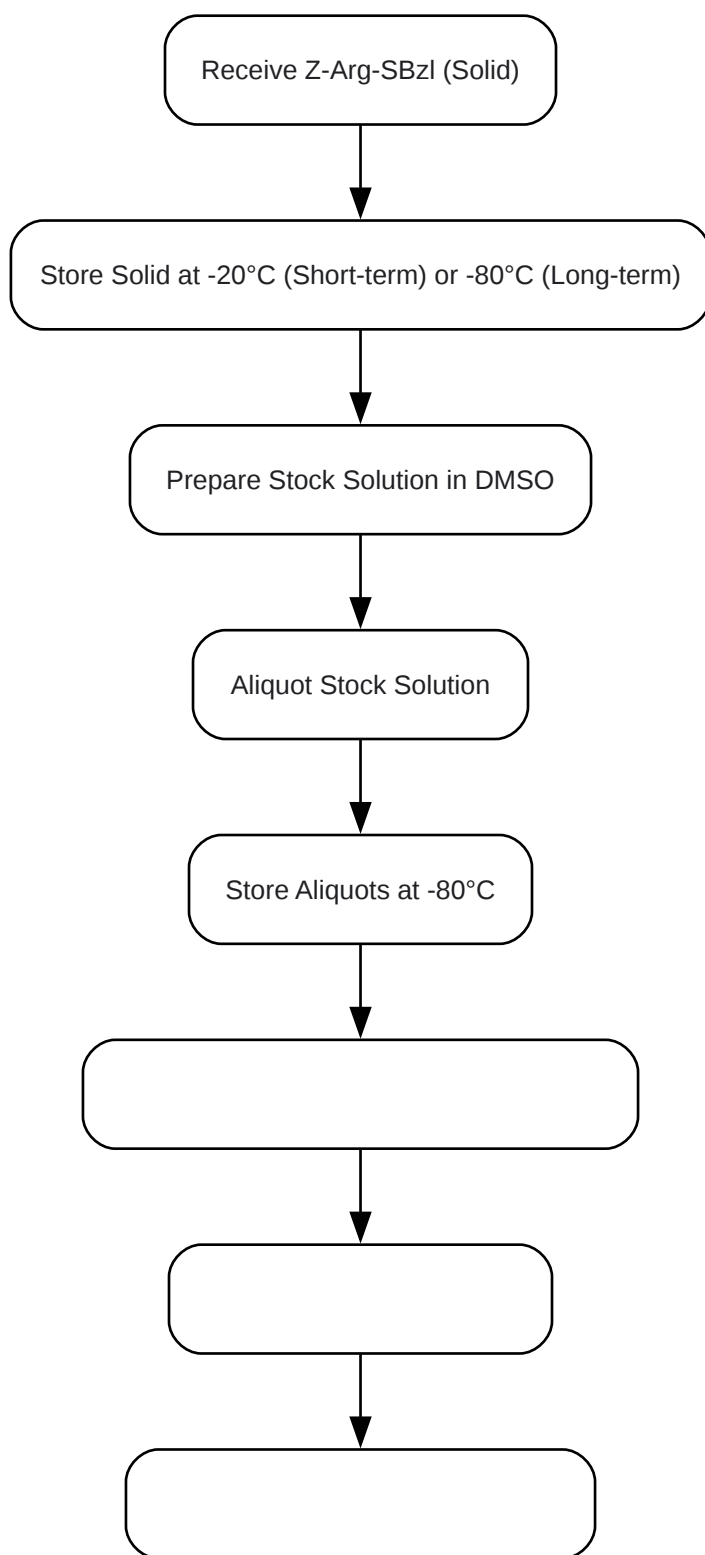 Receive Z-Arg-SBzl (Solid)
Store Solid at -20°C (Short-term) or -80°C (Long-term)
Prepare Stock Solution in DMSO
Aliquot Stock Solution
Store Aliquots at -80°C